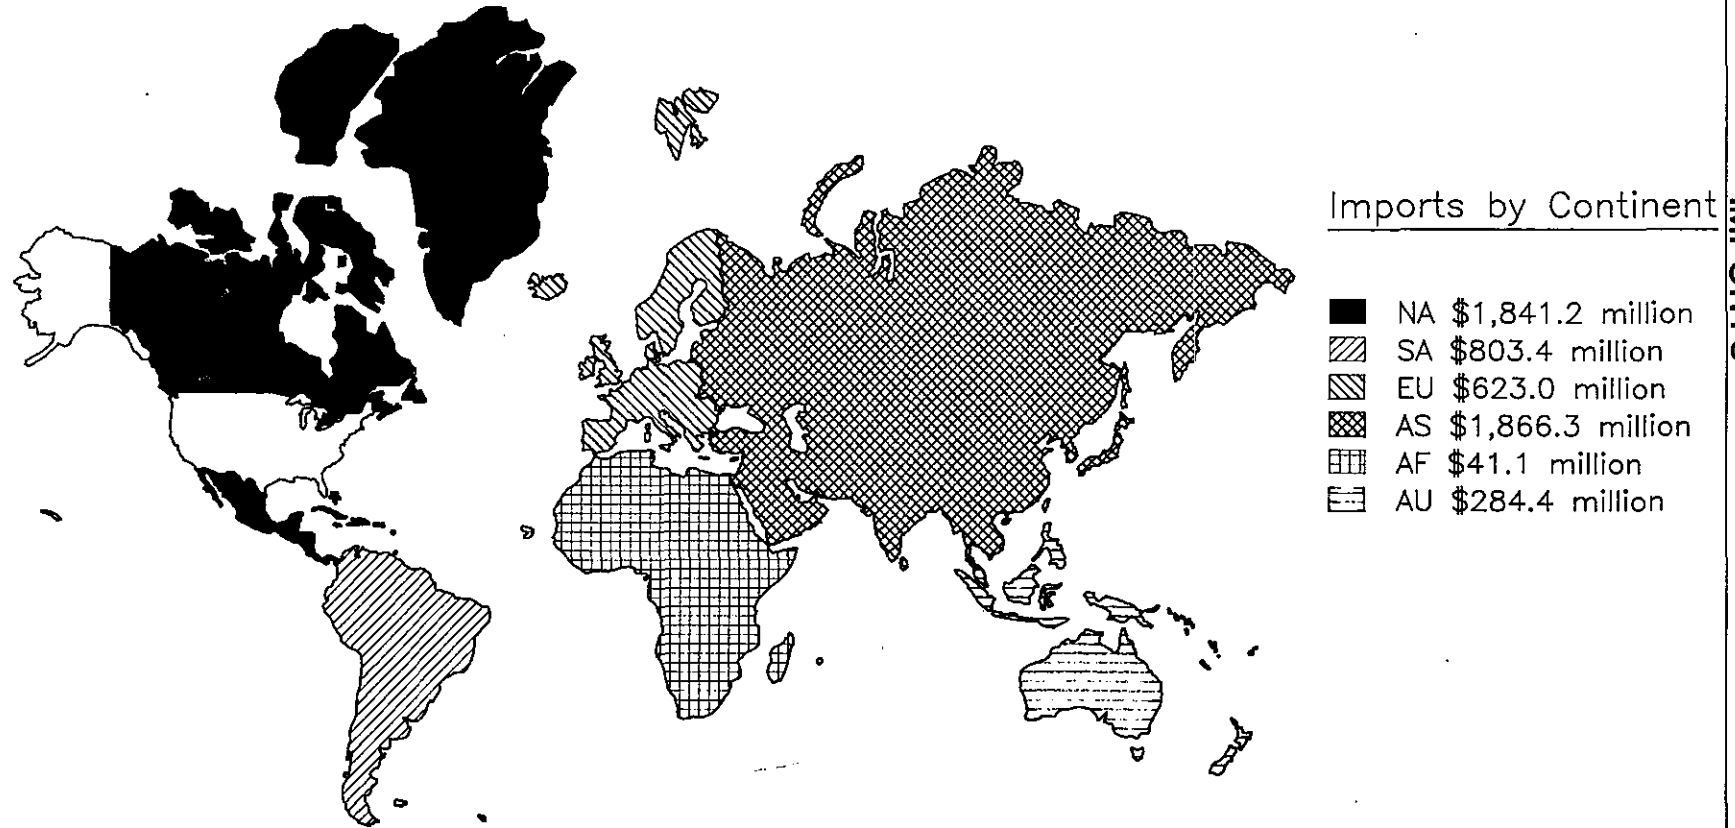 Imports by Continent
NA $1,841.2 million
SA $803.4 million
EU $623.0 million
AS $1,866.3 million
AF $41.1 million
AU $284.4 million